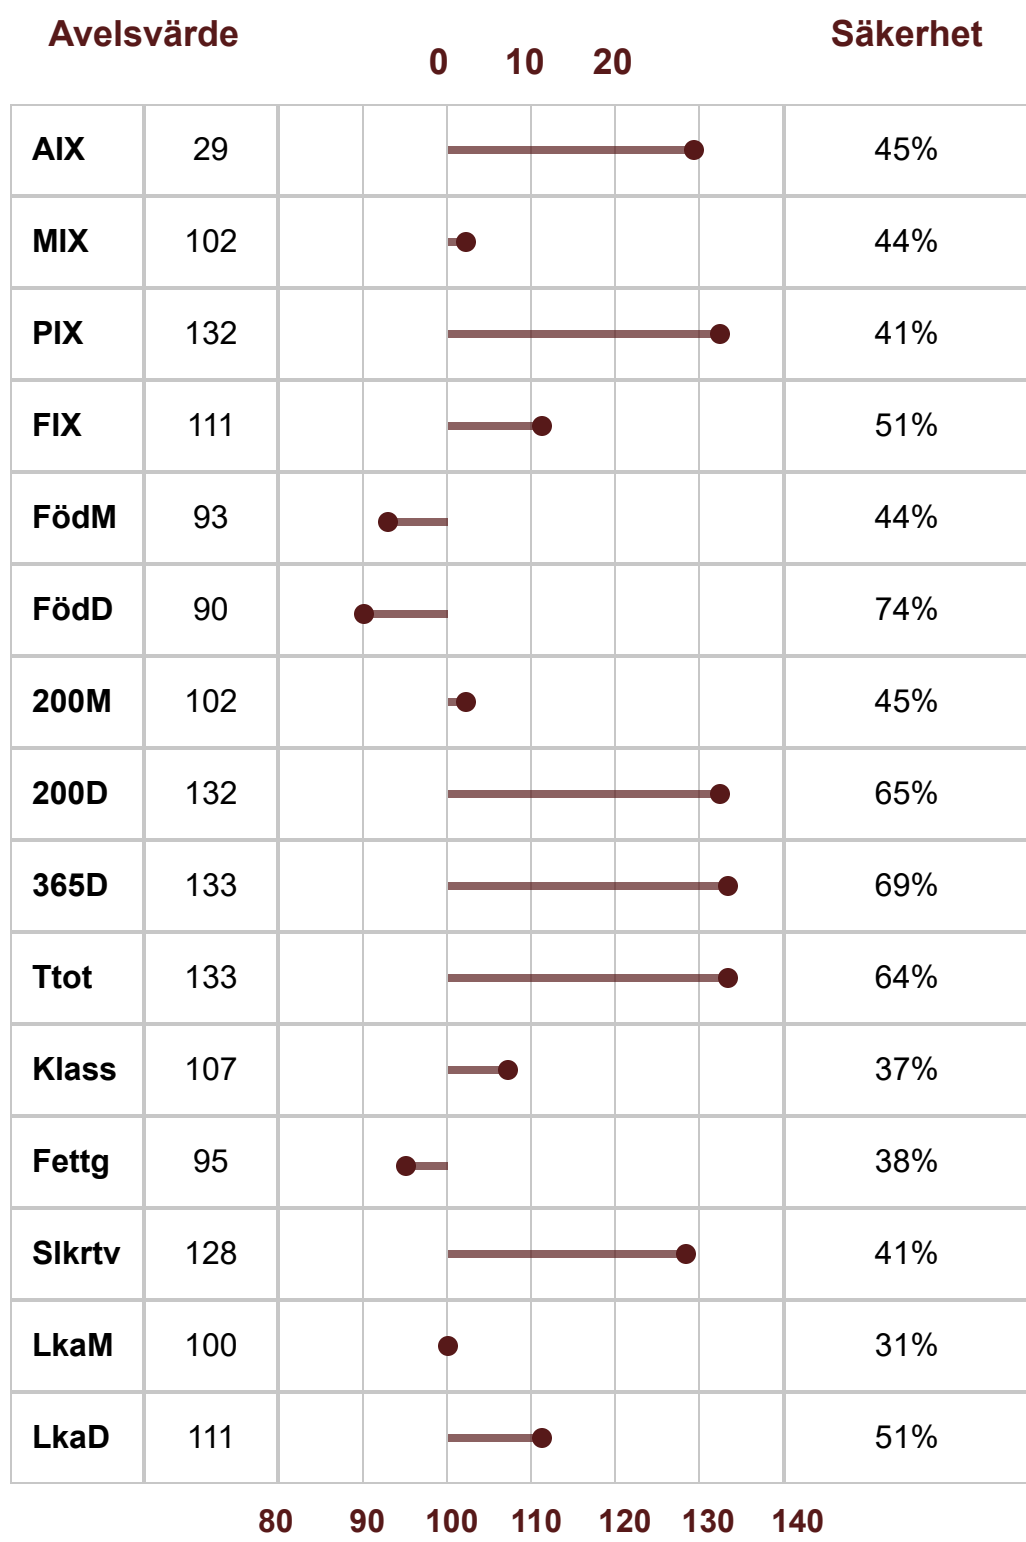 Avelsvärde Säkerhet
0 10 20
AIX 29 45%
MIX 102 44%
PIX 132 41%
FIX 111 51%
FödM 93 44%
FödD 90 74%
200M 102 45%
200D 132 65%
365D 133 69%
Ttot 133 64%
Klass 107 37%
Fettg 95 38%
Slkrtv 128 41%
LkaM 100 31%
LkaD 111 51%
80 90 100 110 120 130 140